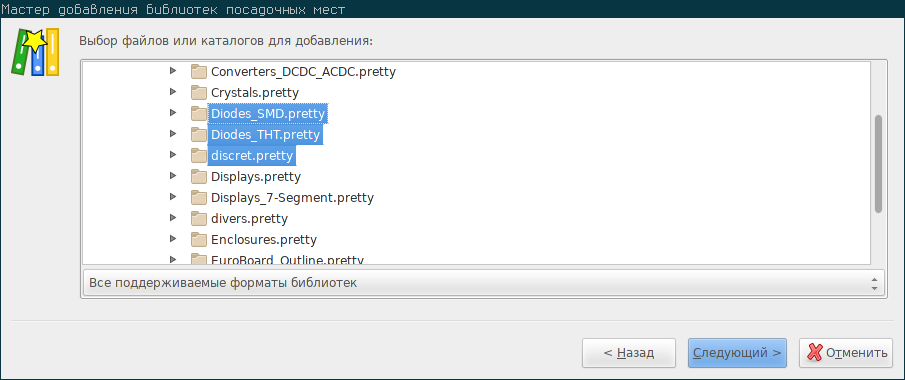 Мастер добавления библиотек посадочных мест
Выбор файлов или каталогов для добавления:
Converters_DCDC_ACDC.pretty
Crystals.pretty
Diodes_SMD.pretty
Diodes_THT.pretty
discret.pretty
Displays.pretty
Displays_7-Segment.pretty
divers.pretty
Enclosures.pretty
EuroBoard_Outline.pretty
Все поддерживаемые форматы библиотек
< Назад
Следующий >
Отменить